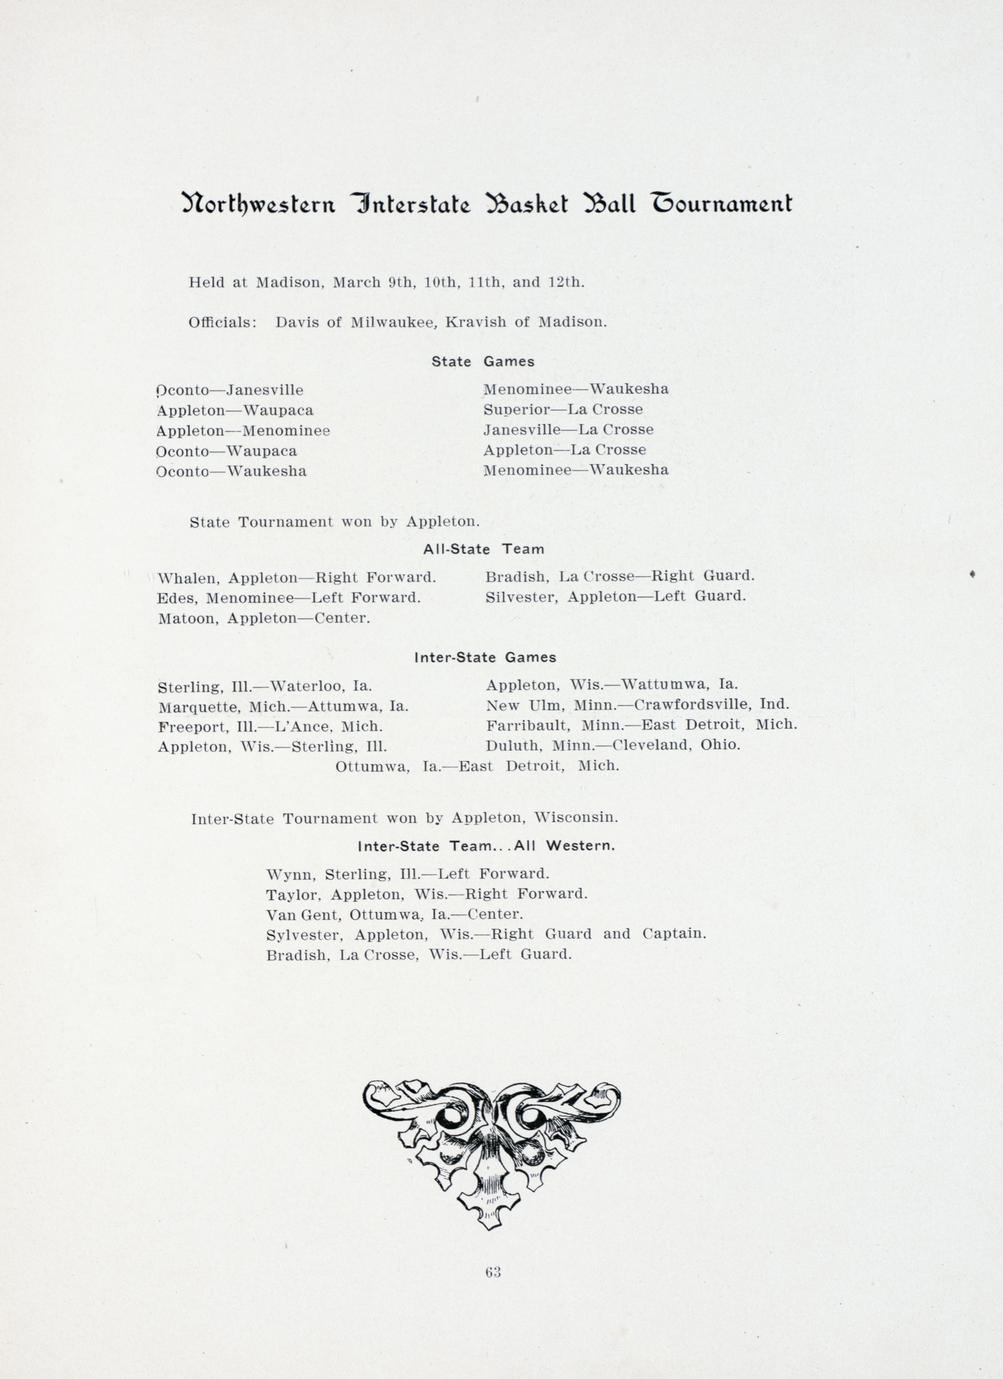 Northwestern Interstate Basket Ball Tournament
Held at Madison, March 9th, 10th, 11th, and 12th.
Officials: Davis of Milwaukee, Kravish of Madison.
State Games
Oconto—Janesville
Appleton—Waupaca
Appleton—Menominee
Oconto—Waupaca
Oconto—Waukesha
Menominee—Waukesha
Superior—La Crosse
Janesville—La Crosse
Appleton—La Crosse
Menominee—Waukesha
State Tournament won by Appleton.
All-State Team
Whalen, Appleton—Right Forward.
Edes, Menominee—Left Forward.
Matoon, Appleton—Center.
Bradish, La Crosse—Right Guard.
Silvester, Appleton—Left Guard.
Inter-State Games
Sterling, Ill.—Waterloo, Ia.
Marquette, Mich.—Attumwa, Ia.
Freeport, Ill.—L'Ance, Mich.
Appleton, Wis.—Sterling, Ill.
Appleton, Wis.—Wattumwa, Ia.
New Ulm, Minn.—Crawfordsville, Ind.
Farribault, Minn.—East Detroit, Mich.
Duluth, Minn.—Cleveland, Ohio.
Ottumwa, Ia.—East Detroit, Mich.
Inter-State Tournament won by Appleton, Wisconsin.
Inter-State Team...All Western.
Wynn, Sterling, Ill.—Left Forward.
Taylor, Appleton, Wis.—Right Forward.
Van Gent, Ottumwa, Ia.—Center.
Sylvester, Appleton, Wis.—Right Guard and Captain.
Bradish, La Crosse, Wis.—Left Guard.
63